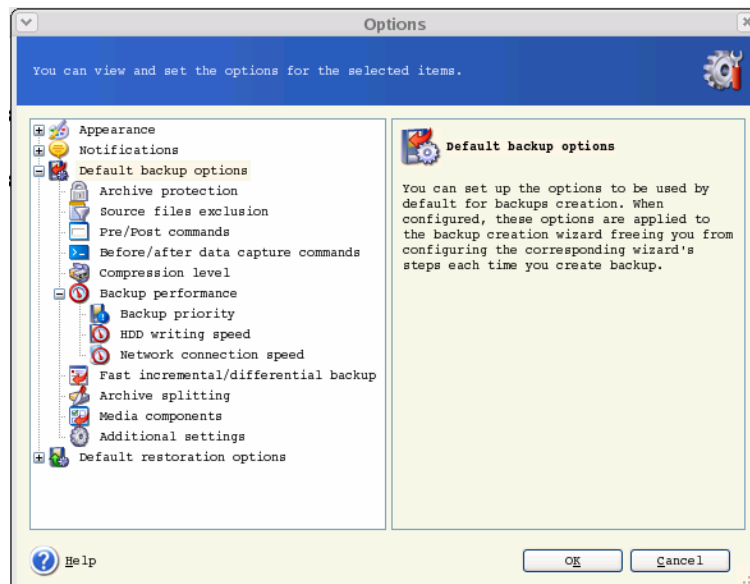 Options
You can view and set the options for the selected items.
Appearance
Notifications
Default backup options
Archive protection
Source files exclusion
Pre/Post commands
Before/after data capture commands
Compression level
Backup performance
Backup priority
HDD writing speed
Network connection speed
Fast incremental/differential backup
Archive splitting
Media components
Additional settings
Default restoration options
Default backup options
You can set up the options to be used by
default for backups creation. When
configured, these options are applied to
the backup creation wizard freeing you from
configuring the corresponding wizard's
steps each time you create backup.
Help
OK
Cancel